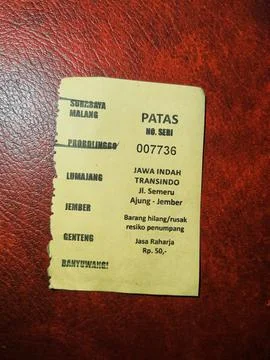 SURABAYA
MALANG
PROBOLINGGO
LUMAJANG
JEMBER
GENTENG
BANYUWANGI
PATAS
NO. SERI
007736
JAWA INDAH
TRANSINDO
Jl. Semeru
Ajung - Jember
Barang hilang/rusak
resiko penumpang
Jasa Raharja
Rp. 50,-